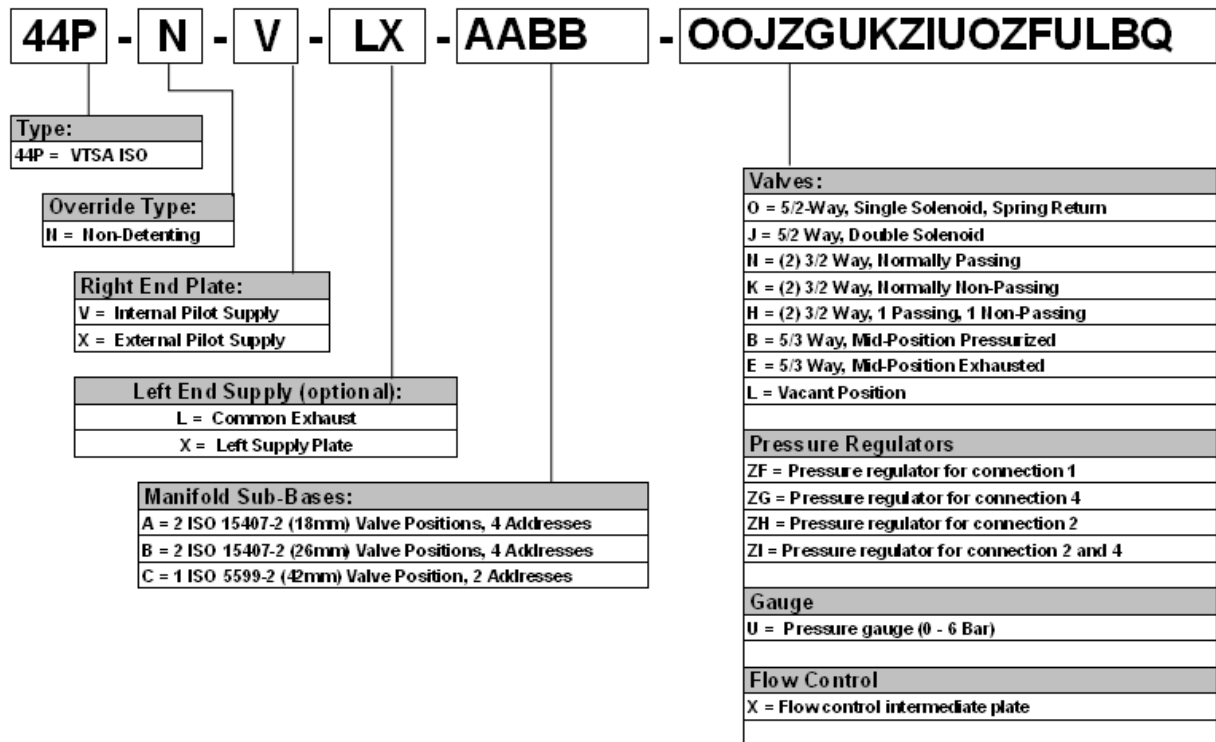 44P - N - V - LX - AABB - OOJZGUKZIUOZFULBQ
Type:
44P = VTSA ISO
Override Type:
N = Non-Detenting
Right End Plate:
V = Internal Pilot Supply
X = External Pilot Supply
Left End Supply (optional):
L = Common Exhaust
X = Left Supply Plate
Manifold Sub-Bases:
A = 2 ISO 15407-2 (18mm) Valve Positions, 4 Addresses
B = 2 ISO 15407-2 (26mm) Valve Positions, 4 Addresses
C = 1 ISO 5599-2 (42mm) Valve Position, 2 Addresses
Valves:
O = 5/2-Way, Single Solenoid, Spring Return
J = 5/2 Way, Double Solenoid
N = (2) 3/2 Way, Normally Passing
K = (2) 3/2 Way, Normally Non-Passing
H = (2) 3/2 Way, 1 Passing, 1 Non-Passing
B = 5/3 Way, Mid-Position Pressurized
E = 5/3 Way, Mid-Position Exhausted
L = Vacant Position
Pressure Regulators
ZF = Pressure regulator for connection 1
ZG = Pressure regulator for connection 4
ZH = Pressure regulator for connection 2
ZI = Pressure regulator for connection 2 and 4
Gauge
U = Pressure gauge (0 - 6 Bar)
Flow Control
X = Flow control intermediate plate